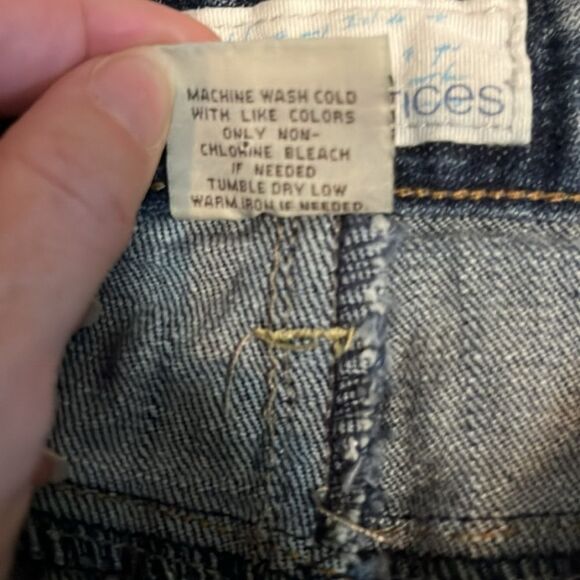 MACHINE WASH COLD
WITH LIKE COLORS
ONLY NON-
CHLORINE BLEACH
IF NEEDED
TUMBLE DRY LOW
WARM IRON IF NEEDED